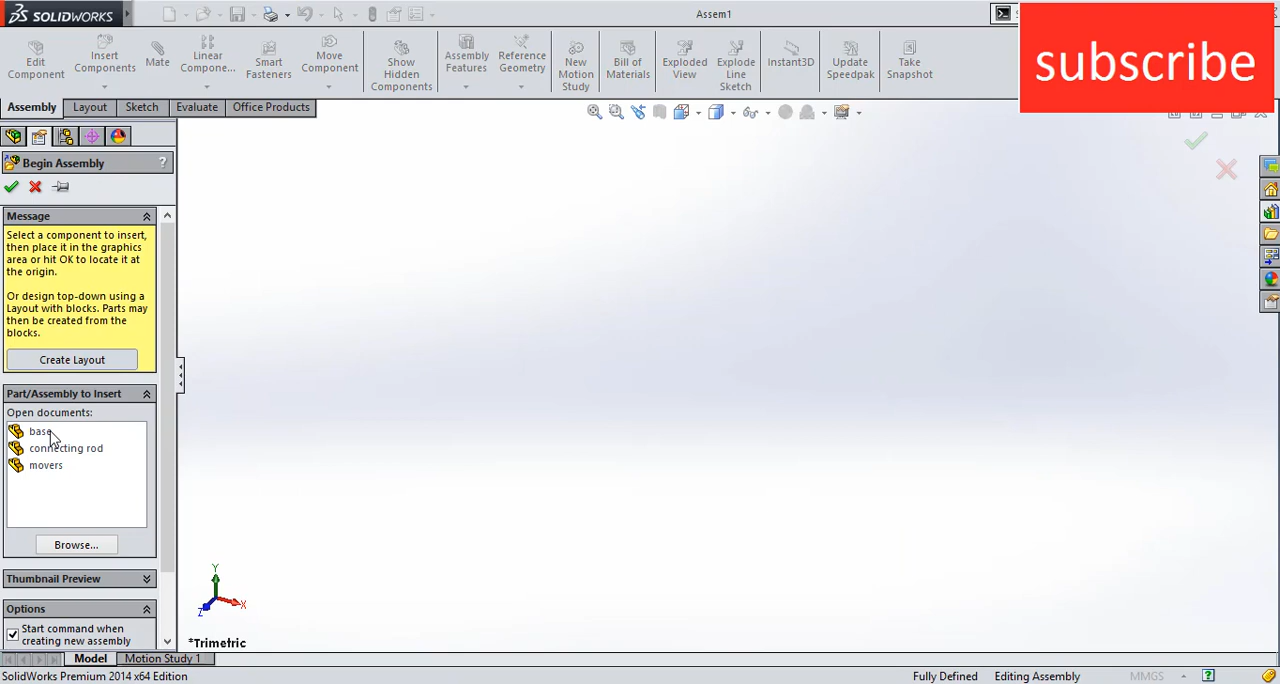 SOLIDWORKS
Assem1
subscribe
Edit Component
Insert Components
Mate
Linear Compone...
Smart Fasteners
Move Component
Show Hidden Components
Assembly Features
Reference Geometry
New Motion Study
Bill of Materials
Exploded View
Explode Line Sketch
Instant3D
Update Speedpak
Take Snapshot
Assembly
Layout
Sketch
Evaluate
Office Products
Begin Assembly
?
Message
Select a component to insert,
then place it in the graphics
area or hit OK to locate it at
the origin.
Or design top-down using a
Layout with blocks. Parts may
then be created from the
blocks.
Create Layout
Part/Assembly to Insert
Open documents:
base
connecting rod
movers
Browse...
Thumbnail Preview
Options
Start command when
creating new assembly
Y
X
Z
*Trimetric
Model
Motion Study 1
SolidWorks Premium 2014 x64 Edition
Fully Defined
Editing Assembly
MMGS
?